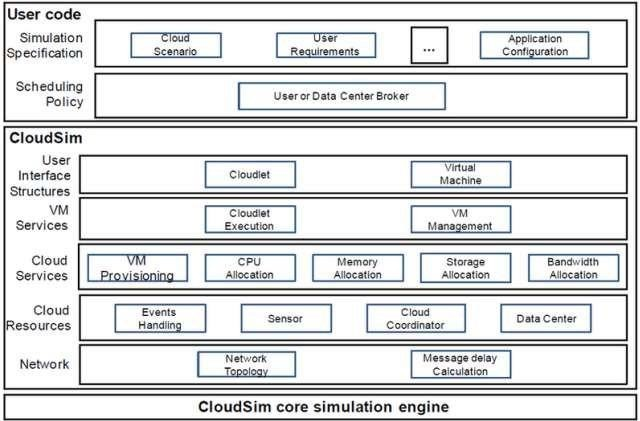 User code
Simulation
Specification
Cloud
Scenario
User
Requirements
...
Application
Configuration
Scheduling
Policy
User or Data Center Broker
CloudSim
User
Interface
Structures
Cloudlet
Virtual
Machine
VM
Services
Cloudlet
Execution
VM
Management
Cloud
Services
VM
Provisioning
CPU
Allocation
Memory
Allocation
Storage
Allocation
Bandwidth
Allocation
Cloud
Resources
Events
Handling
Sensor
Cloud
Coordinator
Data Center
Network
Network
Topology
Message delay
Calculation
CloudSim core simulation engine